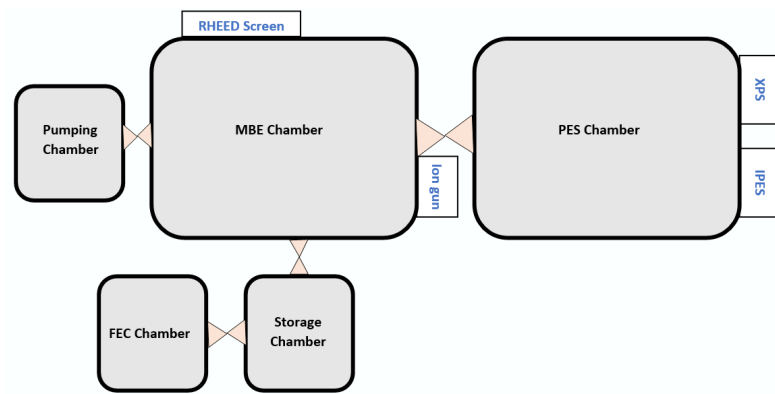 RHEED Screen
Pumping
Chamber
MBE Chamber
PES Chamber
XPS
IPES
Ion gun
FEC Chamber
Storage
Chamber